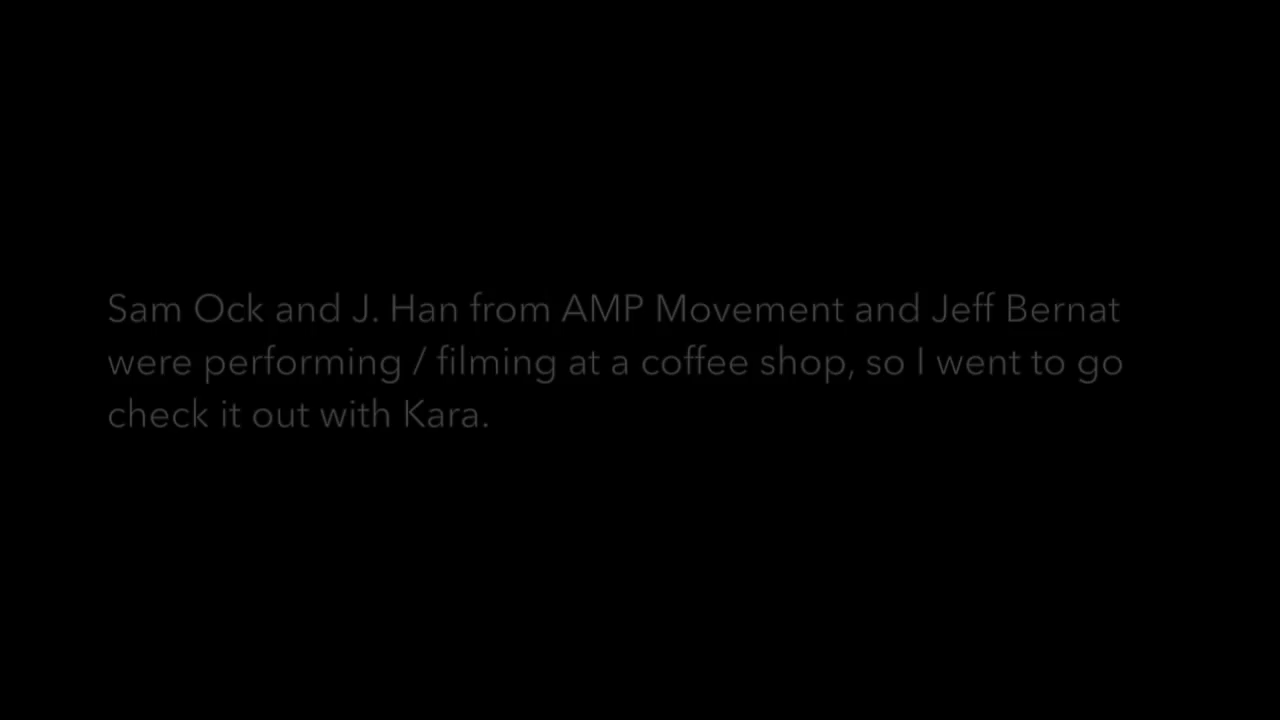 Sam Ock and J. Han from AMP Movement and Jeff Bernat
were performing / filming at a coffee shop, so I went to go
check it out with Kara.